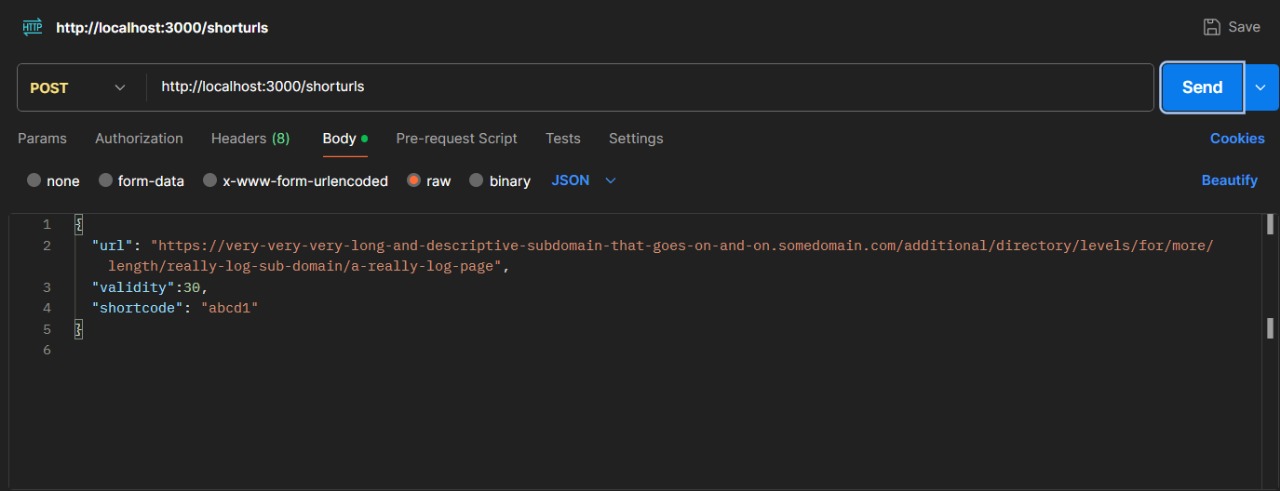 HTTP http://localhost:3000/shorturls Save
POST http://localhost:3000/shorturls Send
Params Authorization Headers (8) Body Pre-request Script Tests Settings Cookies
none form-data x-www-form-urlencoded raw binary JSON Beautify
1 {
2 "url": "https://very-very-very-long-and-descriptive-subdomain-that-goes-on-and-on.somedomain.com/additional/directory/levels/for/more/
length/really-log-sub-domain/a-really-log-page",
3 "validity":30,
4 "shortcode": "abcd1"
5 }
6